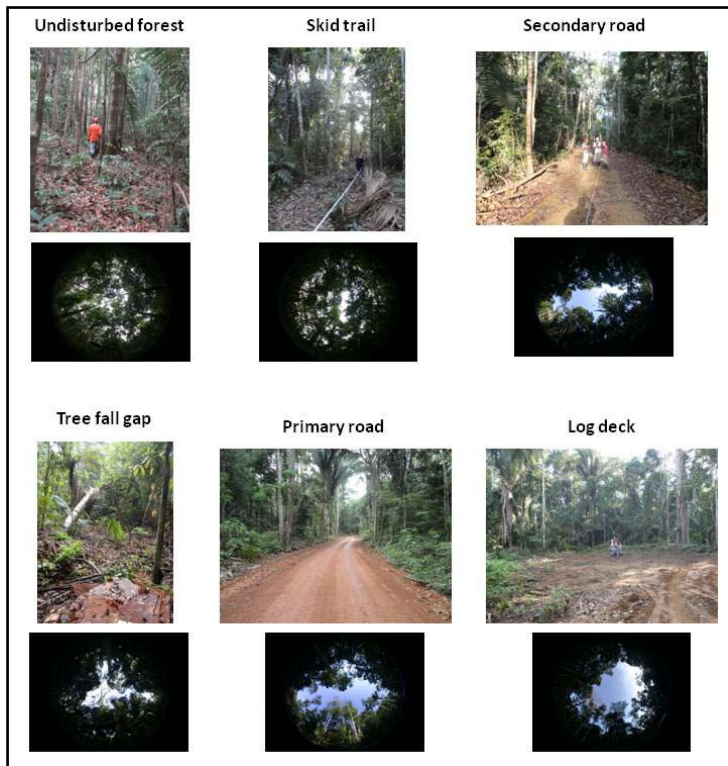 Undisturbed forest
Skid trail
Secondary road
Tree fall gap
Primary road
Log deck